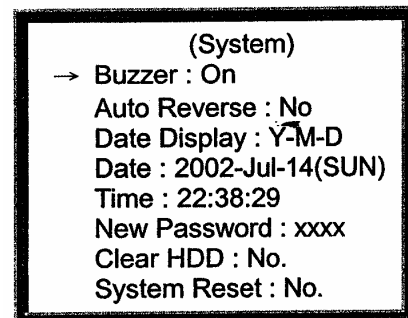 (System)
→ Buzzer : On
Auto Reverse : No
Date Display : Y-M-D
Date : 2002-Jul-14(SUN)
Time : 22:38:29
New Password : xxxx
Clear HDD : No.
System Reset : No.